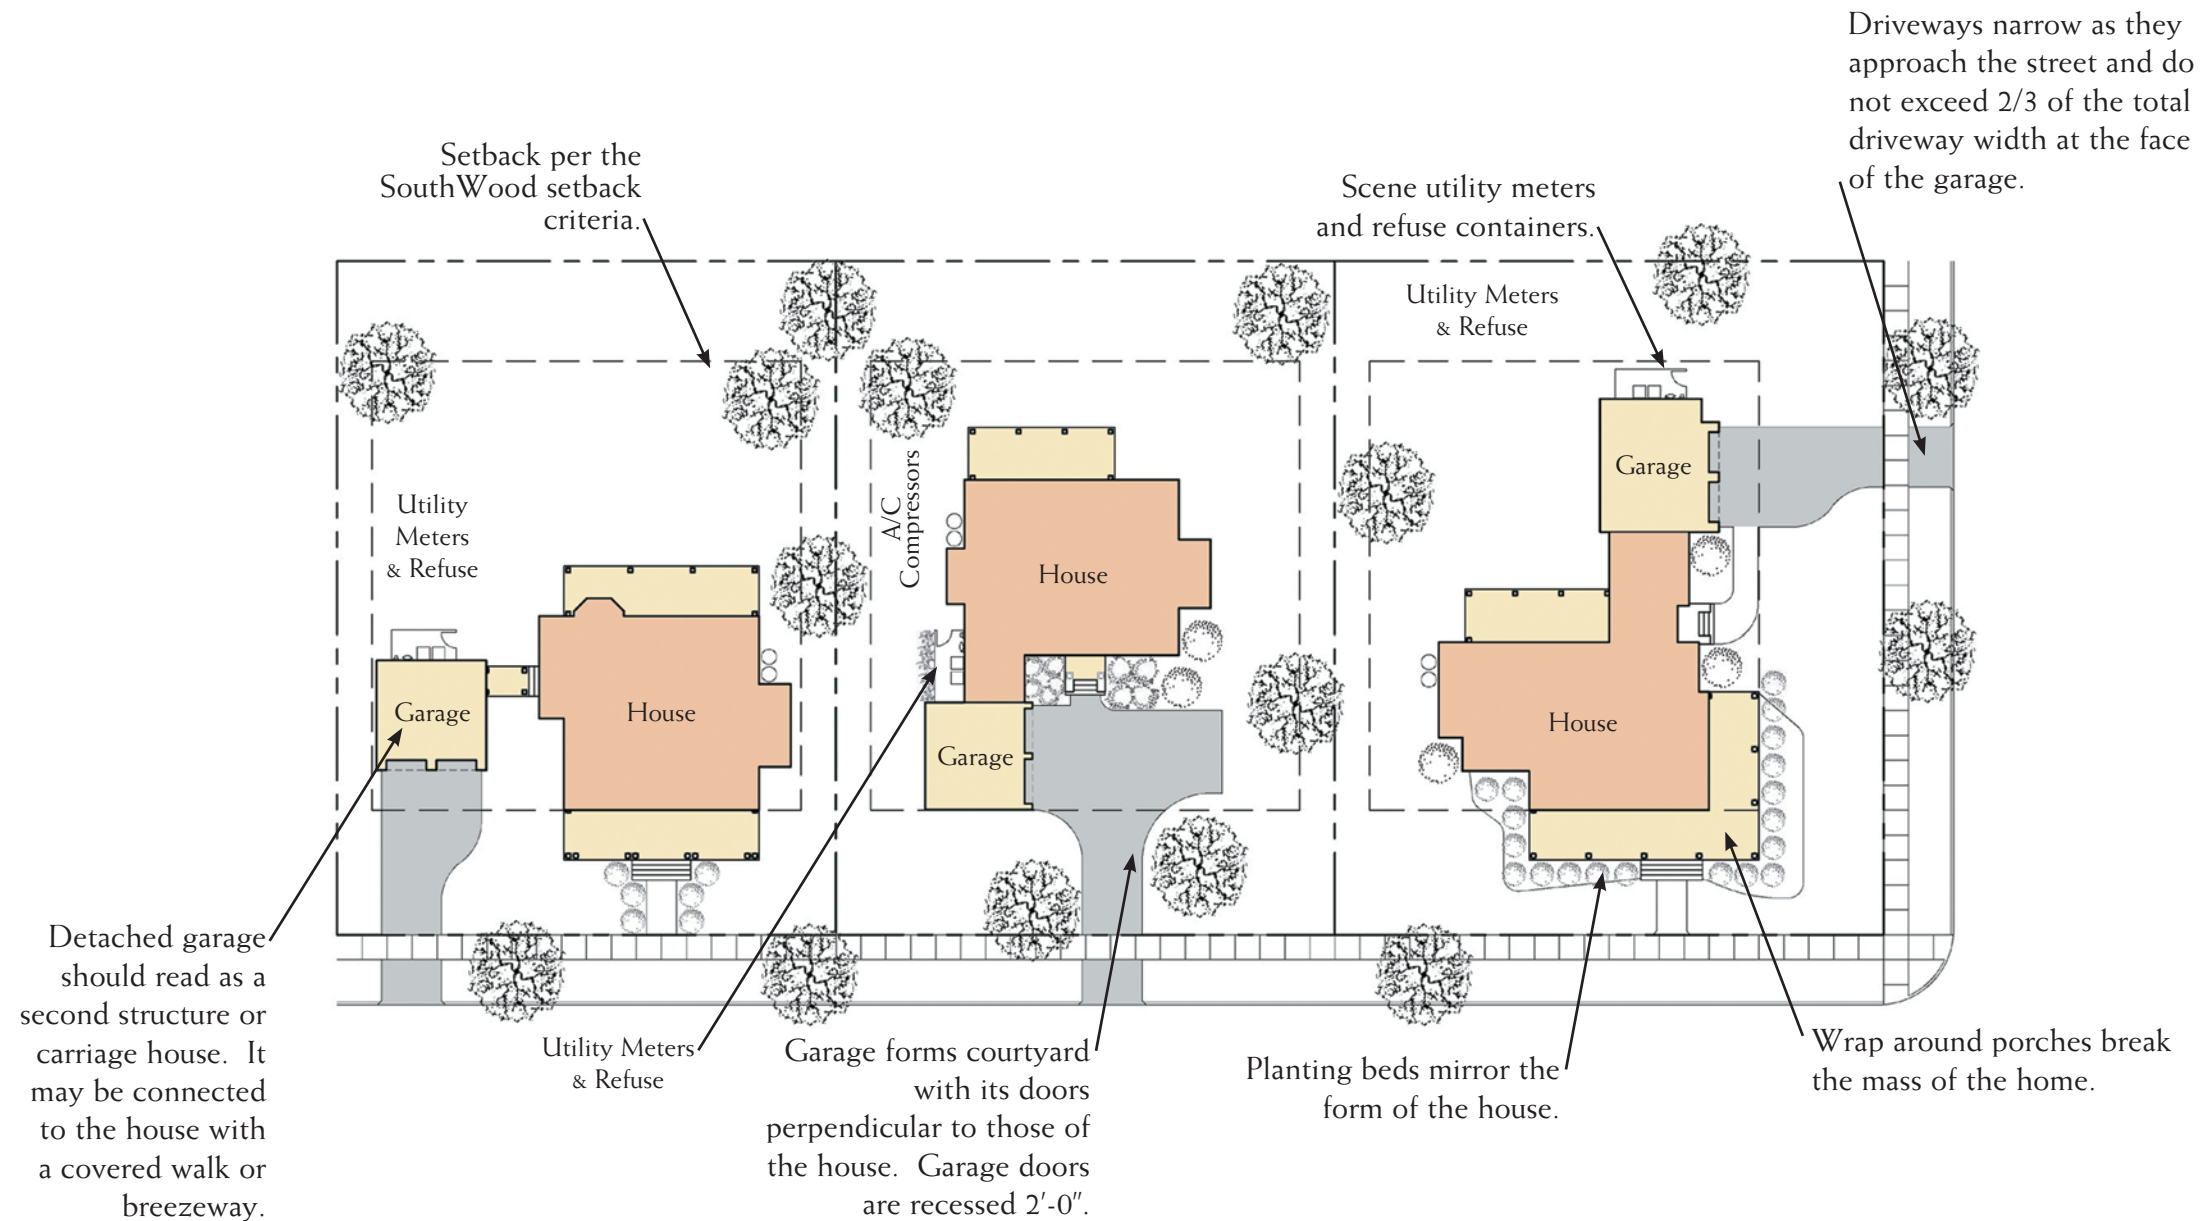 Driveways narrow as they
approach the street and do
not exceed 2/3 of the total
driveway width at the face
of the garage.
Setback per the
SouthWood setback
criteria.
Scene utility meters
and refuse containers.
Utility Meters
& Refuse
Utility
Meters
& Refuse
A/C
Compressors
Garage
House
House
Garage
Garage
House
Detached garage
should read as a
second structure or
carriage house.  It
may be connected
to the house with
a covered walk or
breezeway.
Utility Meters
& Refuse
Garage forms courtyard
with its doors
perpendicular to those of
the house.  Garage doors
are recessed 2'-0".
Planting beds mirror the
form of the house.
Wrap around porches break
the mass of the home.